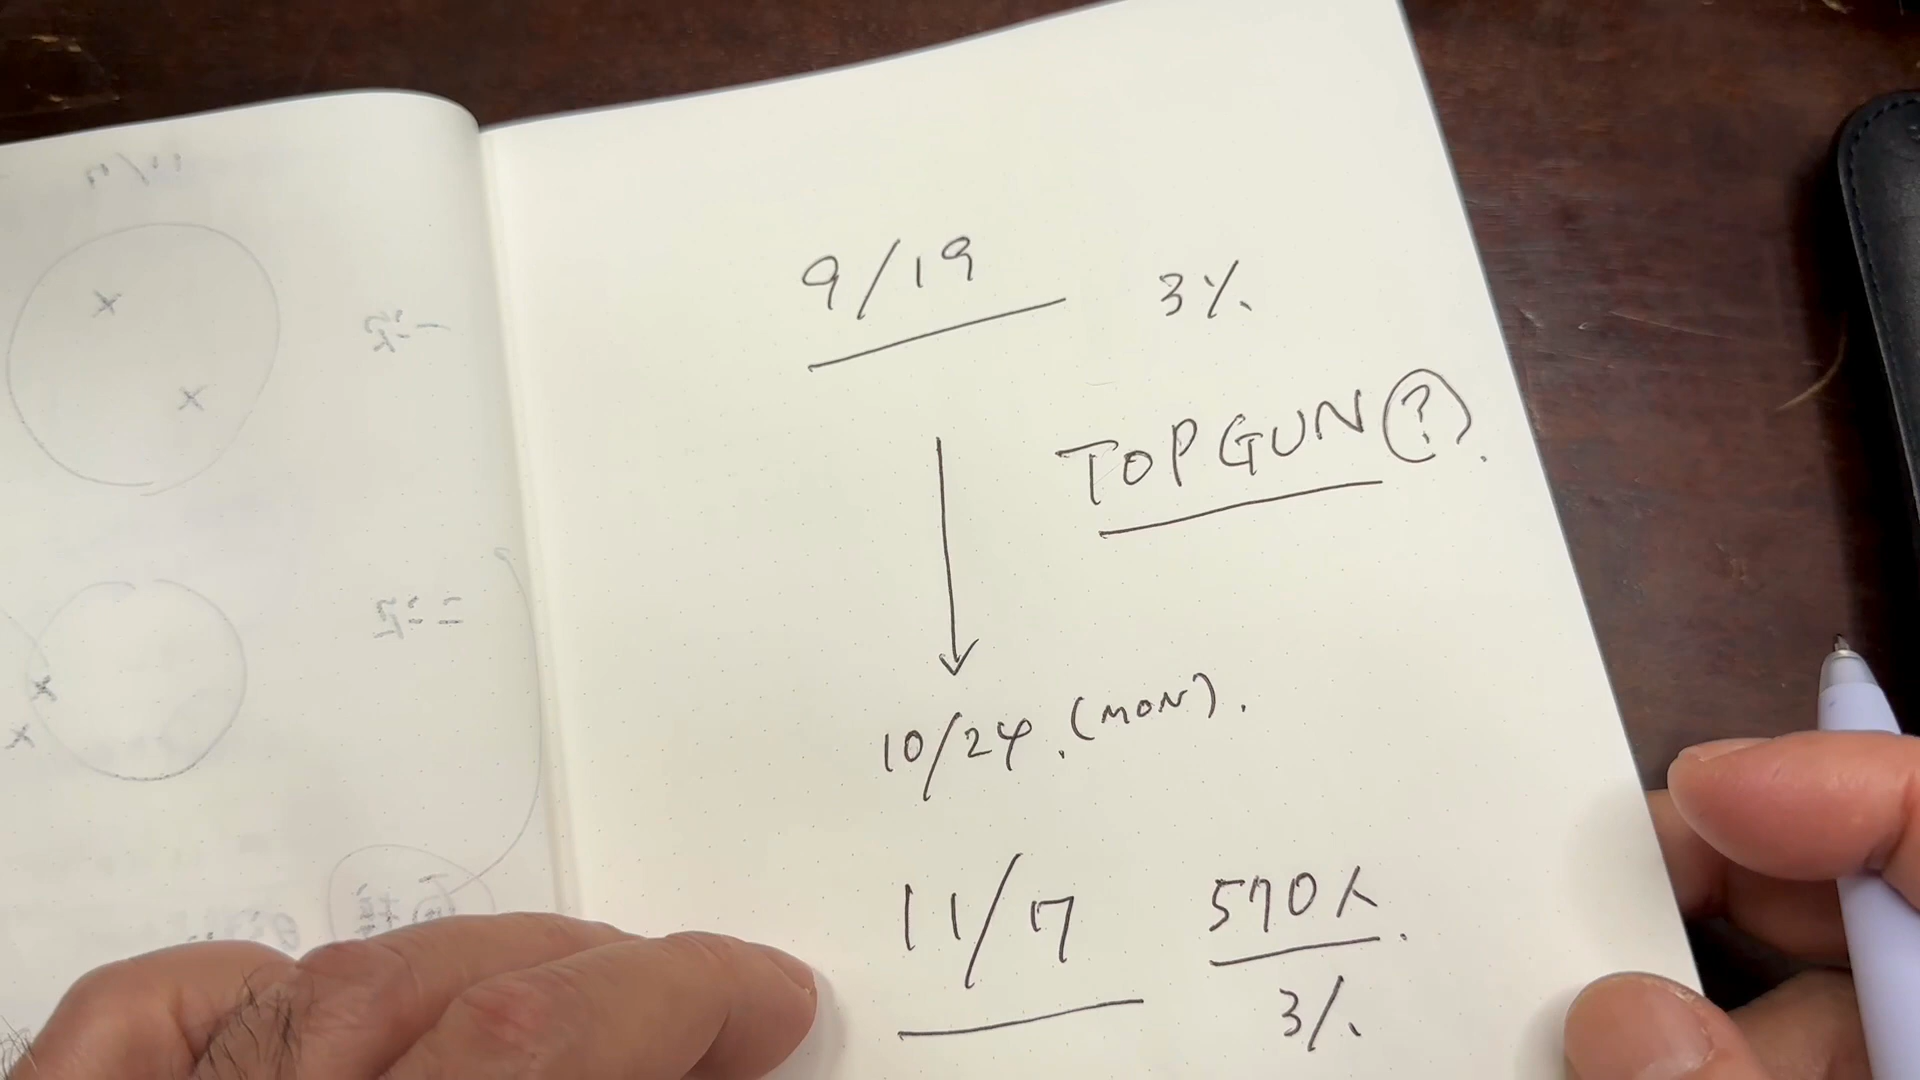 9/19
3%
TOPGUN?
10/24.(MON).
11/7
570人
3%